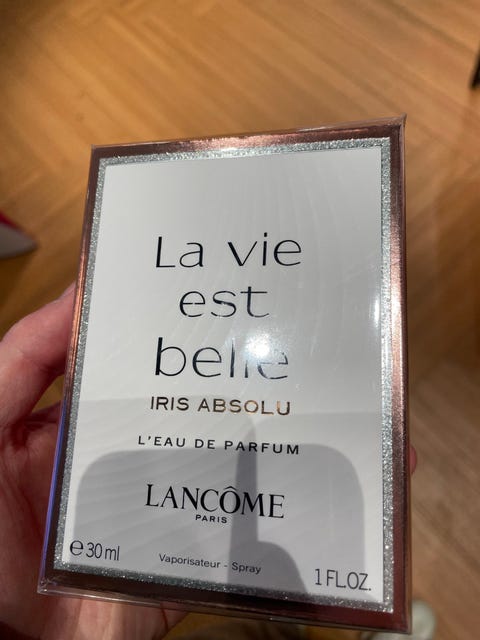 La vie
est
belle
IRIS ABSOLU
L'EAU DE PARFUM
LANCÔME
PARIS
e 30 ml
Vaporisateur - Spray
1 FL.OZ.